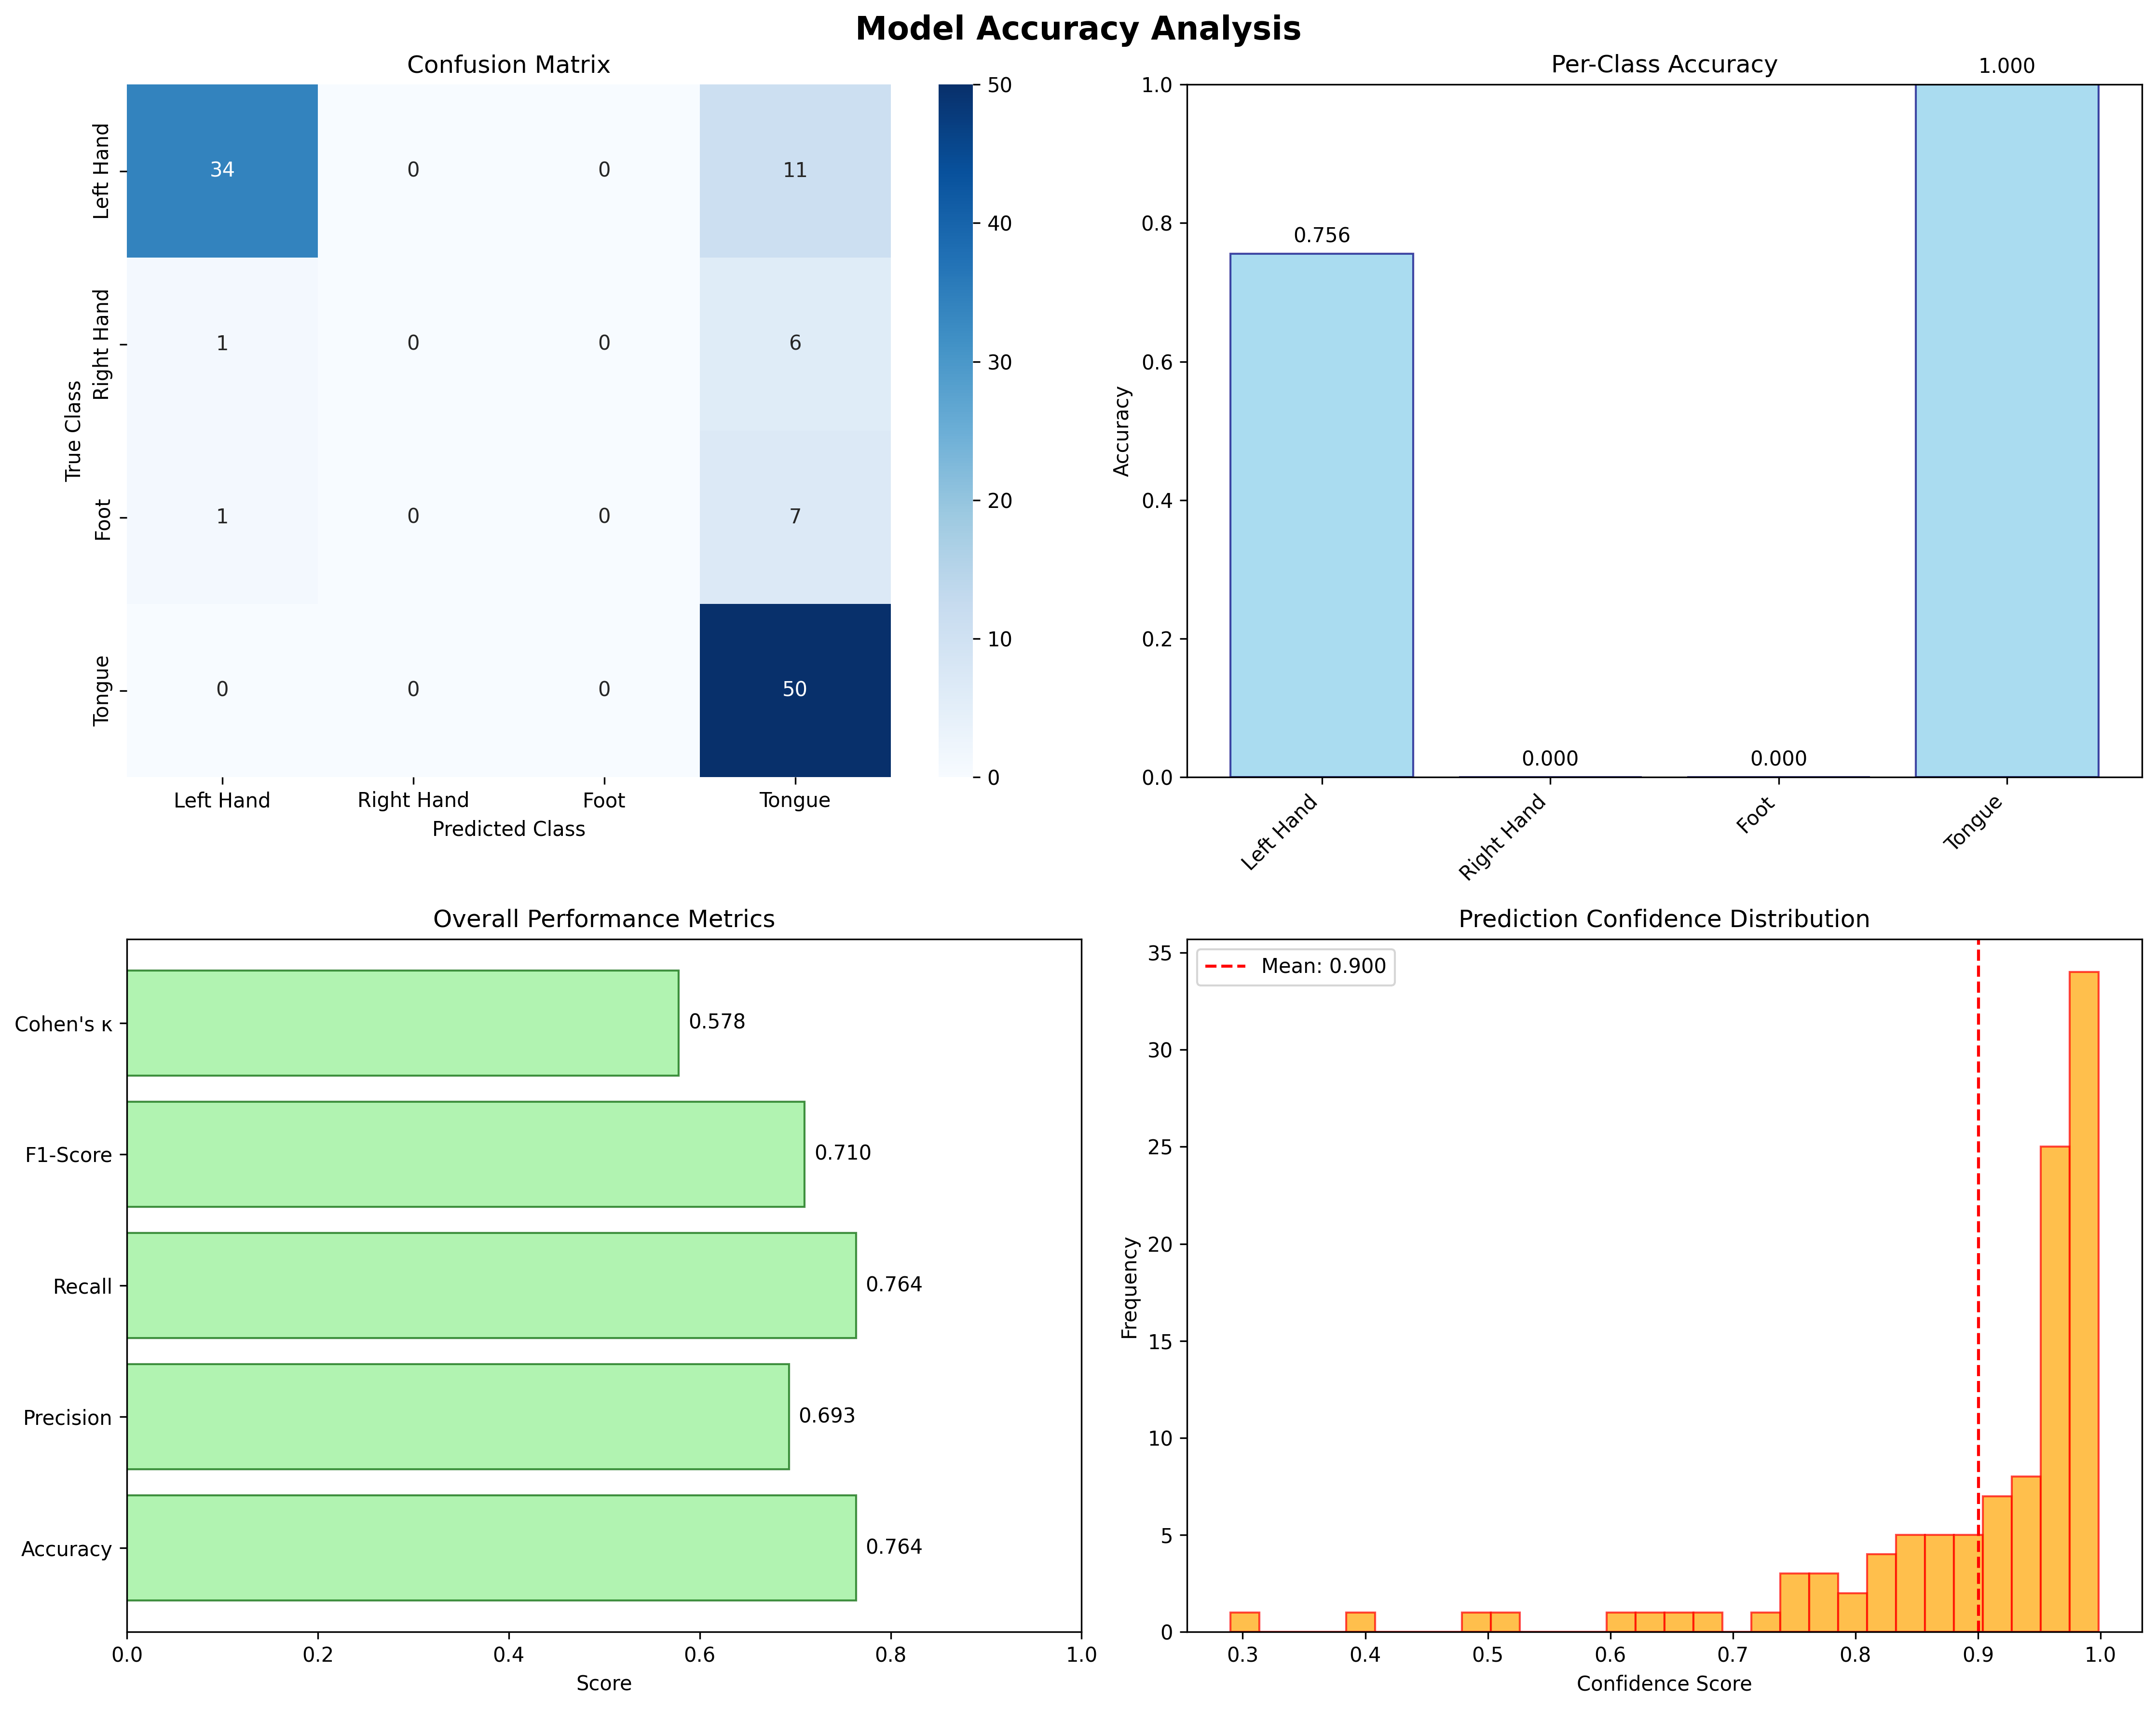 Model Accuracy Analysis
Confusion Matrix
Left Hand
Right Hand
Foot
Tongue
True Class
34 0 0 11
1 0 0 6
1 0 0 7
0 0 0 50
Left Hand Right Hand Foot Tongue
Predicted Class
50
40
30
20
10
0
Per-Class Accuracy
1.000
0.756
0.000
0.000
Accuracy
1.0
0.8
0.6
0.4
0.2
0.0
Left Hand
Right Hand
Foot
Tongue
Overall Performance Metrics
Cohen's κ 0.578
F1-Score 0.710
Recall 0.764
Precision 0.693
Accuracy 0.764
0.0 0.2 0.4 0.6 0.8 1.0
Score
Prediction Confidence Distribution
Mean: 0.900
Frequency
35
30
25
20
15
10
5
0
0.3 0.4 0.5 0.6 0.7 0.8 0.9 1.0
Confidence Score